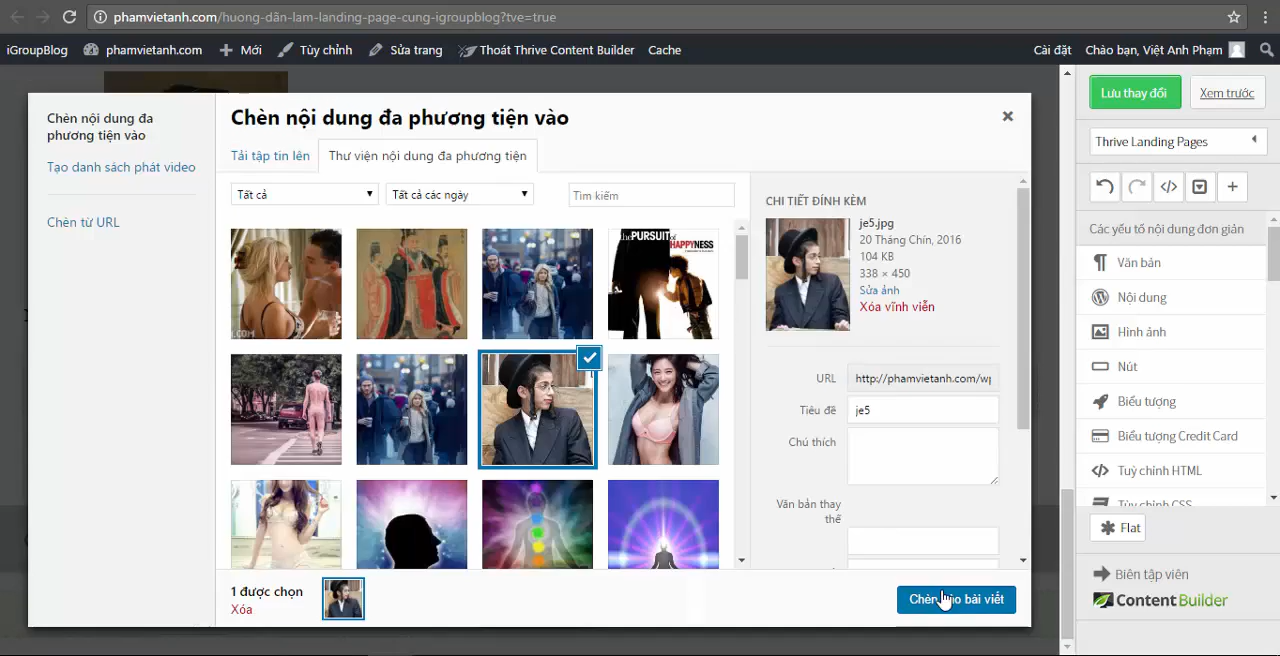 phamvietanh.com/huong-dãn-lam-landing-page-cung-igroupblog?tve=true
iGroupBlog phamvietanh.com Mới Tùy chỉnh Sửa trang Thoát Thrive Content Builder Cache Cài đặt Chào bạn, Việt Anh Phạm
Chèn nội dung đa phương tiện vào
Tạo danh sách phát video
Chèn từ URL
Chèn nội dung đa phương tiện vào
Tải tập tin lên Thư viện nội dung đa phương tiện
Tất cả Tất cả các ngày Tìm kiếm
the PURSUIT of
HAPPYNESS
.COM
1 được chọn
Xóa
CHI TIẾT ĐÍNH KÈM
je5.jpg
20 Tháng Chín, 2016
104 KB
338 × 450
Sửa ảnh
Xóa vĩnh viễn
URL http://phamvietanh.com/wp
Tiêu đề je5
Chú thích
Văn bản thay thế
bài viết
Lưu thay đổi Xem trước
Thrive Landing Pages
Các yếu tố nội dung đơn giản
Văn bản
Nội dung
Hình ảnh
Nút
Biểu tượng
Biểu tượng Credit Card
Tuỳ chỉnh HTML
Tùy chỉnh CSS
Flat
Biên tập viên
Content Builder